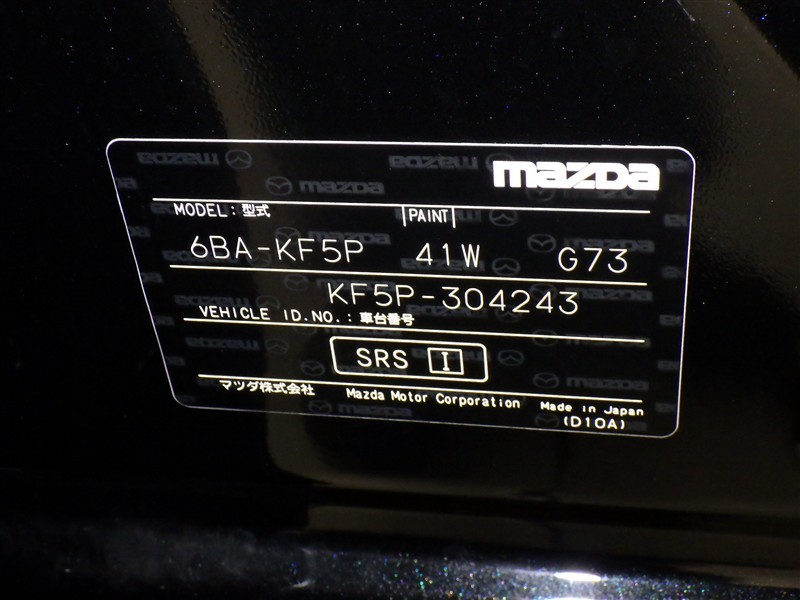 mazDa
MODEL:型式 |PAINT|
6BA-KF5P 41W G73
KF5P-304243
VEHICLE ID.NO.:車台番号
SRS I
マツダ株式会社 Mazda Motor Corporation Made in Japan
(D10A)